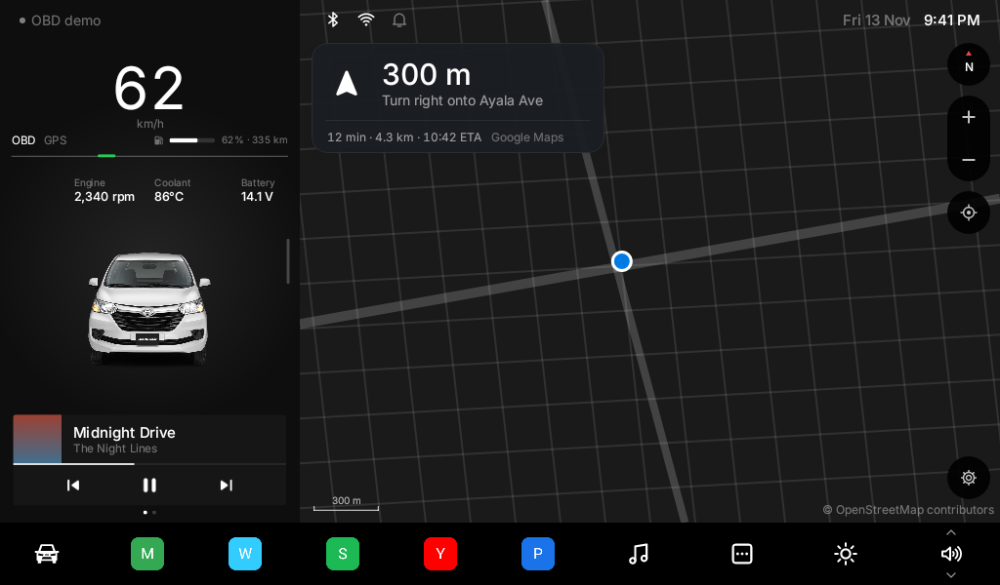 OBD demo
62
km/h
OBD GPS
62% · 335 km
Engine
2,340 rpm
Coolant
86°C
Battery
14.1 V
Midnight Drive
The Night Lines
Fri 13 Nov 9:41 PM
300 m
Turn right onto Ayala Ave
12 min · 4.3 km · 10:42 ETA Google Maps
N
300 m
© OpenStreetMap contributors
M
W
S
Y
P